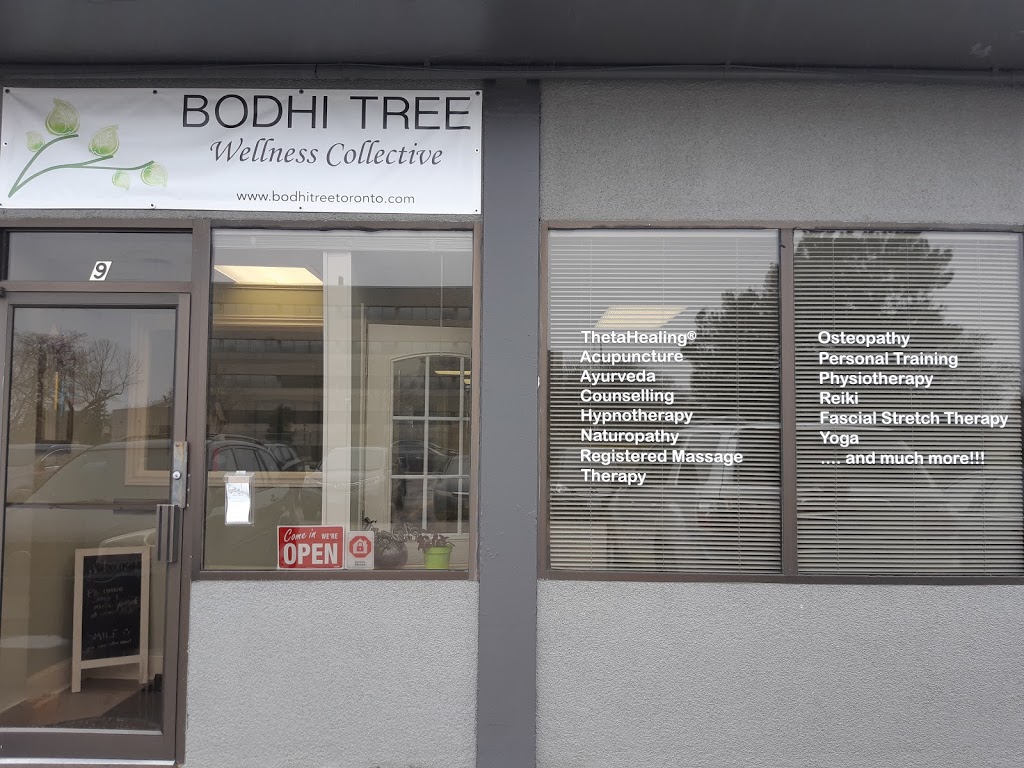 BODHI TREE
Wellness Collective
www.bodhitreetoronto.com
9
ThetaHealing®
Acupuncture
Ayurveda
Counselling
Hypnotherapy
Naturopathy
Registered Massage
Therapy
Osteopathy
Personal Training
Physiotherapy
Reiki
Fascial Stretch Therapy
Yoga
.... and much more!!!
Come in WE'RE
OPEN
SMILE